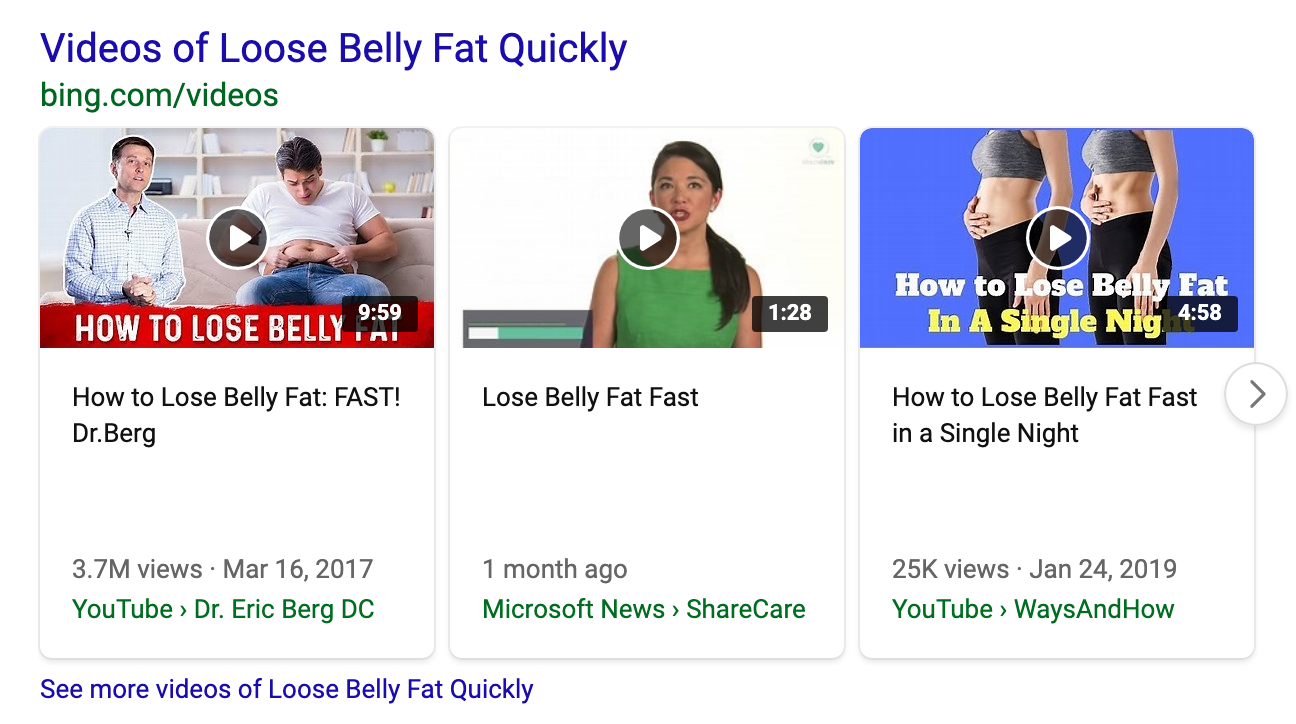 Videos of Loose Belly Fat Quickly
bing.com/videos
9:59
HOW TO LOSE BELLY FAT
1:28
How to Lose Belly Fat
In A Single Night
4:58
How to Lose Belly Fat: FAST!
Dr.Berg
Lose Belly Fat Fast
How to Lose Belly Fat Fast
in a Single Night
3.7M views · Mar 16, 2017
YouTube › Dr. Eric Berg DC
1 month ago
Microsoft News › ShareCare
25K views · Jan 24, 2019
YouTube › WaysAndHow
See more videos of Loose Belly Fat Quickly